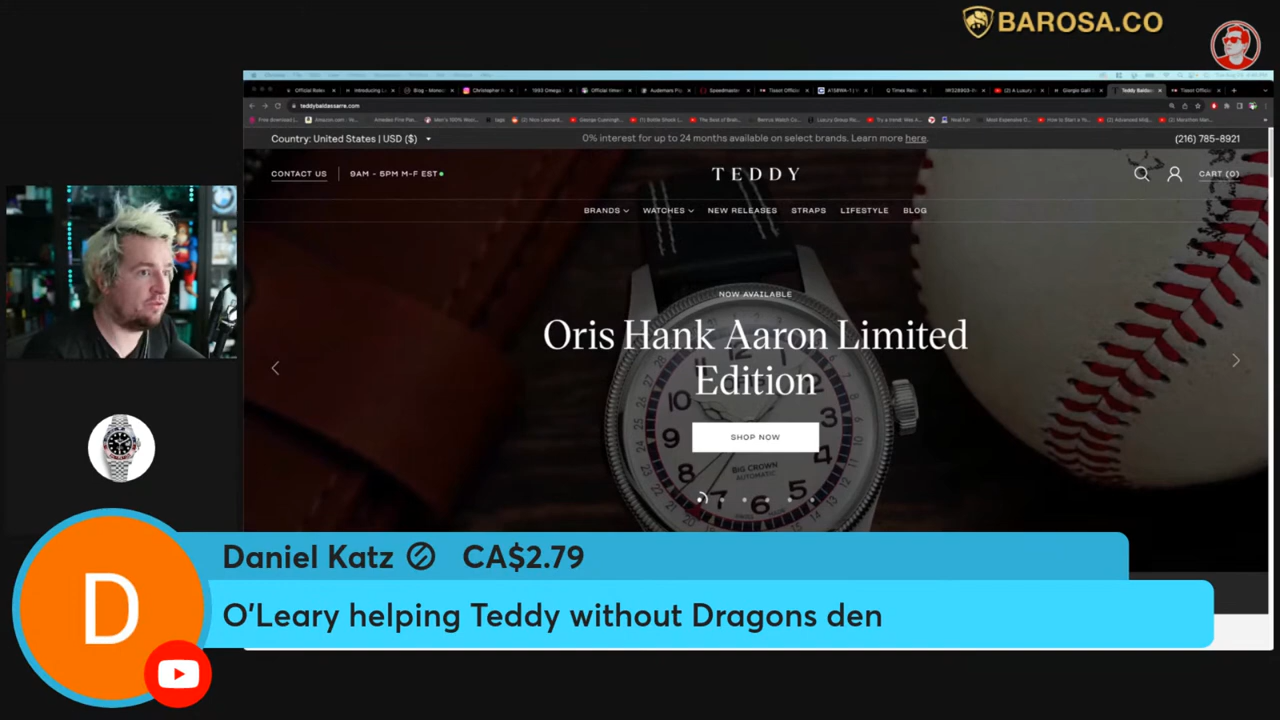 BAROSA.CO
teddybaldassarre.com
Country: United States | USD ($)
0% interest for up to 24 months available on select brands. Learn more here.
(216) 785-8921
CONTACT US
9AM - 5PM M-F EST
TEDDY
CART (0)
BRANDS
WATCHES
NEW RELEASES
STRAPS
LIFESTYLE
BLOG
NOW AVAILABLE
Oris Hank Aaron Limited
Edition
SHOP NOW
BIG CROWN
AUTOMATIC
Daniel Katz CA$2.79
O'Leary helping Teddy without Dragons den
D